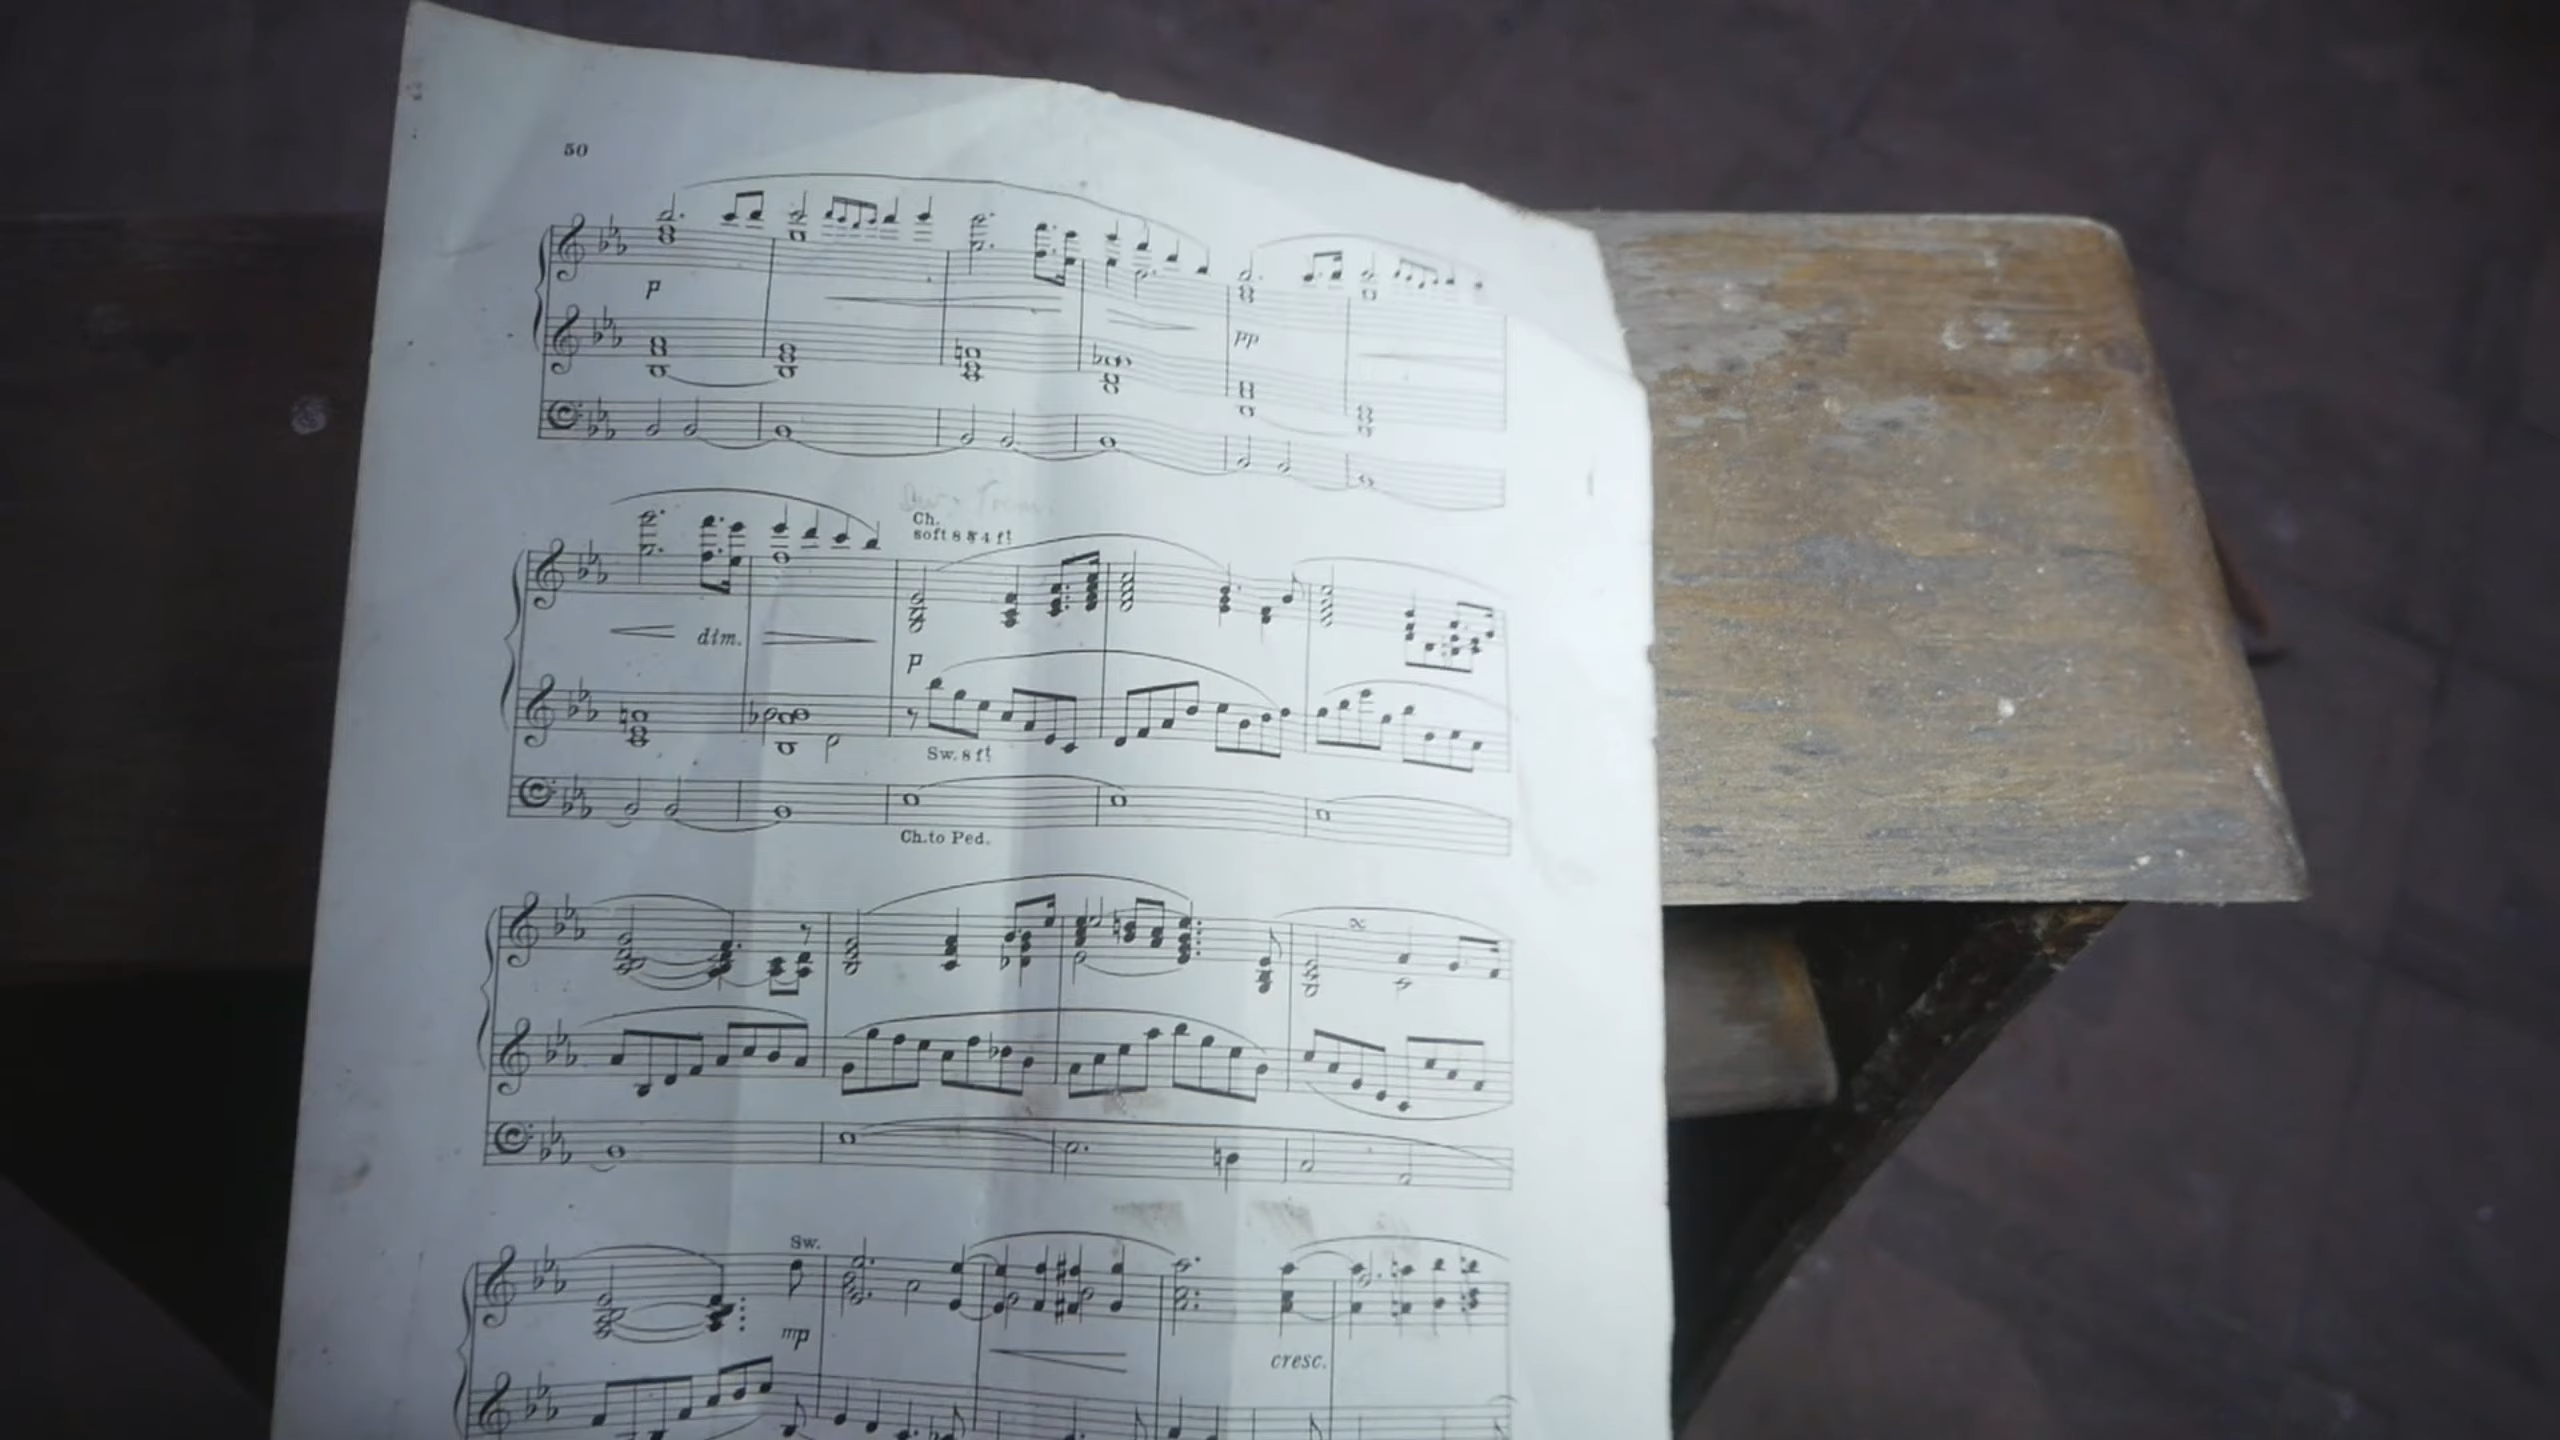 50
p
pp
Ch.
soft 8 & 4 ft
dim.
p
Sw. 8 ft
Ch. to Ped.
Sw.
mp
cresc.